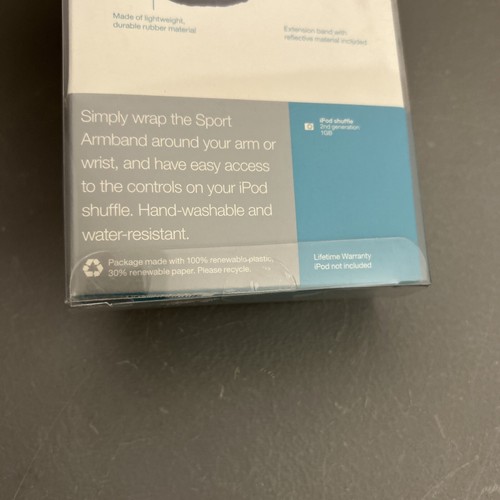 Made of lightweight,
durable rubber material
Extension band with
reflective material included
Simply wrap the Sport
Armband around your arm or
wrist, and have easy access
to the controls on your iPod
shuffle. Hand-washable and
water-resistant.
iPod shuffle
2nd generation
1GB
Package made with 100% renewable plastic,
30% renewable paper. Please recycle.
Lifetime Warranty
iPod not included